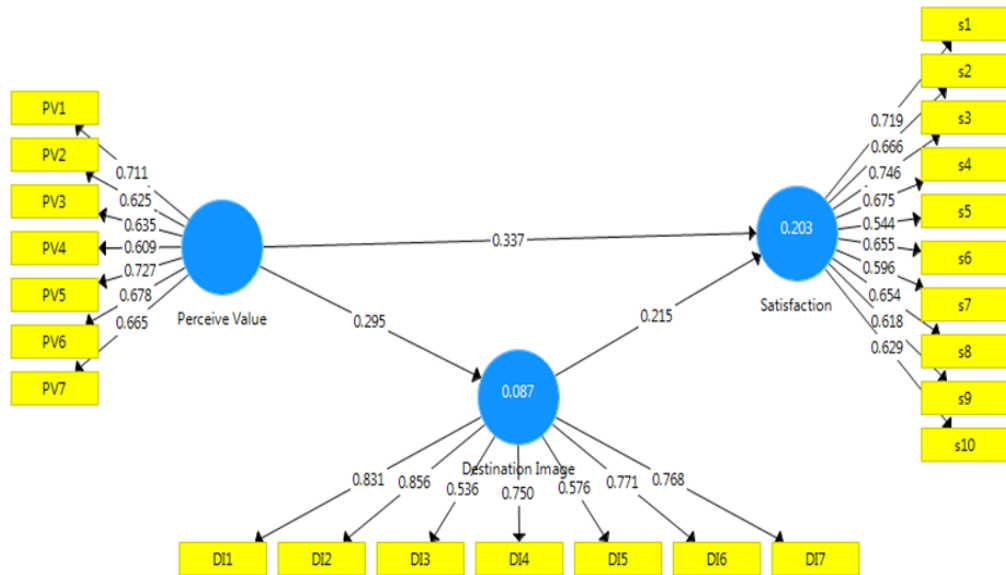 PV1
PV2
PV3
PV4
PV5
PV6
PV7
0.711
0.625
0.635
0.609
0.727
0.678
0.665
Perceive Value
0.337
0.295
0.215
0.087
Destination Image
0.831
0.856
0.536
0.750
0.576
0.771
0.768
DI1
DI2
DI3
DI4
DI5
DI6
DI7
0.203
Satisfaction
0.719
0.666
0.746
0.675
0.544
0.655
0.596
0.654
0.618
0.629
s1
s2
s3
s4
s5
s6
s7
s8
s9
s10